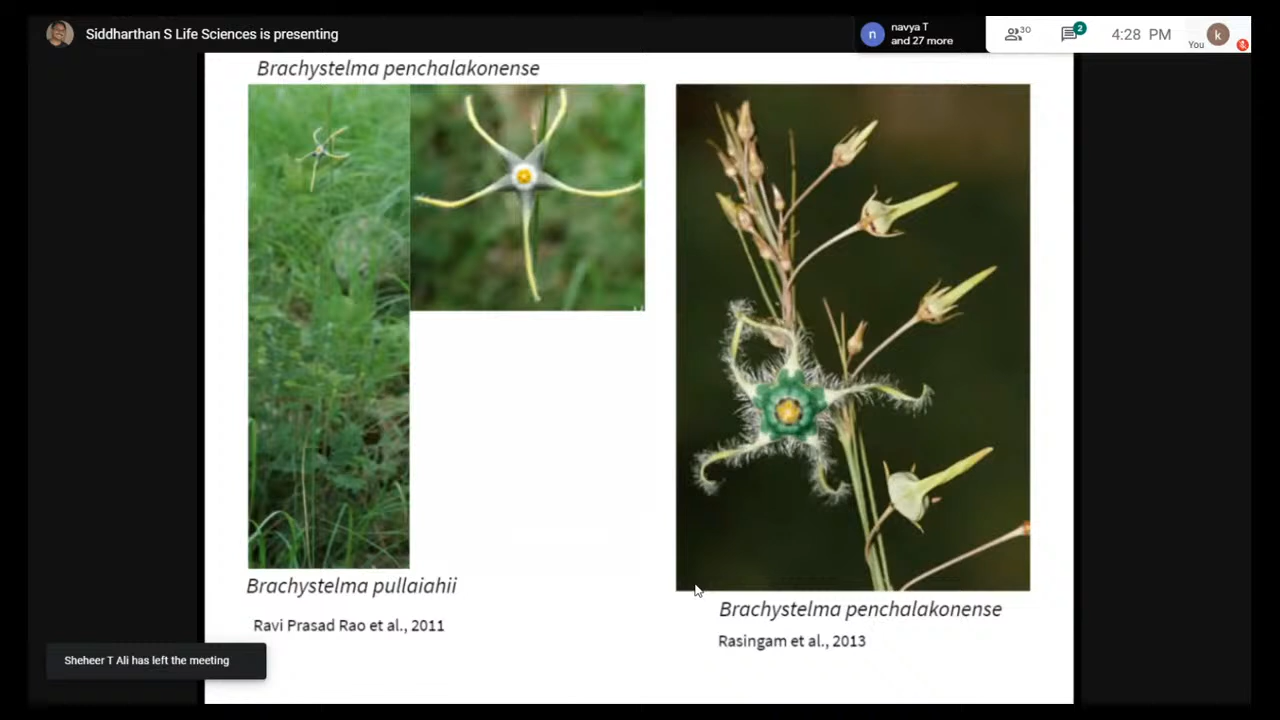 Siddharthan S Life Sciences is presenting
n
navya T
and 27 more
30
2
4:28 PM
You
k
Brachystelma penchalakonense
Brachystelma pullaiahii
Ravi Prasad Rao et al., 2011
Brachystelma penchalakonense
Rasingam et al., 2013
Sheheer T Ali has left the meeting